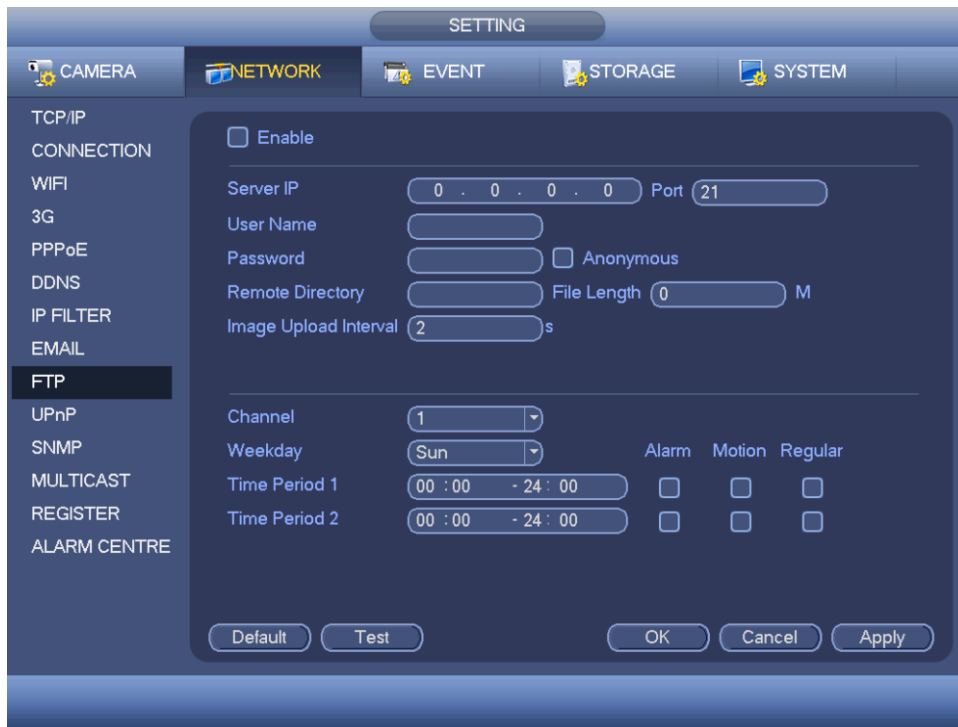 SETTING
CAMERA NETWORK EVENT STORAGE SYSTEM
TCP/IP
CONNECTION
WIFI
3G
PPPoE
DDNS
IP FILTER
EMAIL
FTP
UPnP
SNMP
MULTICAST
REGISTER
ALARM CENTRE
Enable
Server IP 0 . 0 . 0 . 0 Port 21
User Name
Password Anonymous
Remote Directory File Length 0 M
Image Upload Interval 2 s
Channel 1
Weekday Sun Alarm Motion Regular
Time Period 1 00 : 00 - 24 : 00
Time Period 2 00 : 00 - 24 : 00
Default Test OK Cancel Apply